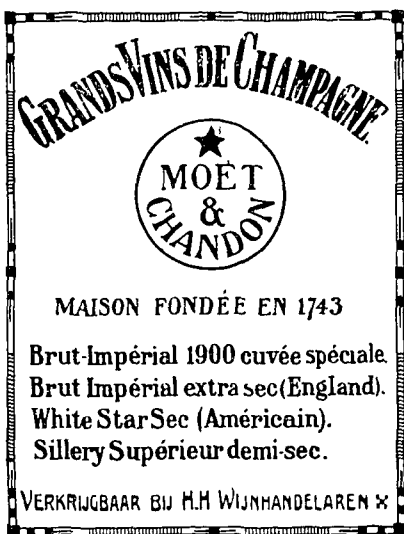 GRANDS VINS DE CHAMPAGNE.
MOËT
&
CHANDON
MAISON FONDÉE EN 1743
Brut-Impérial 1900 cuvée spéciale.
Brut Impérial extra sec (England).
White Star Sec (Américain).
Sillery Supérieur demi-sec.
VERKRIJGBAAR BIJ H.H WIJNHANDELAREN X